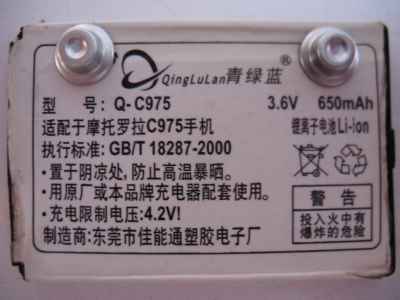 QingLuLan 青绿蓝®
型 号: Q-C975 3.6V 650mAh
适配于摩托罗拉C975手机 锂离子电池Li-ion
执行标准: GB/T 18287-2000
·置于阴凉处,防止高温暴晒。
·用原厂或本品牌充电器配套使用。
·充电限制电压:4.2V!
制造商:东莞市佳能通塑胶电子厂
警 告
投入火中有
爆炸的危险